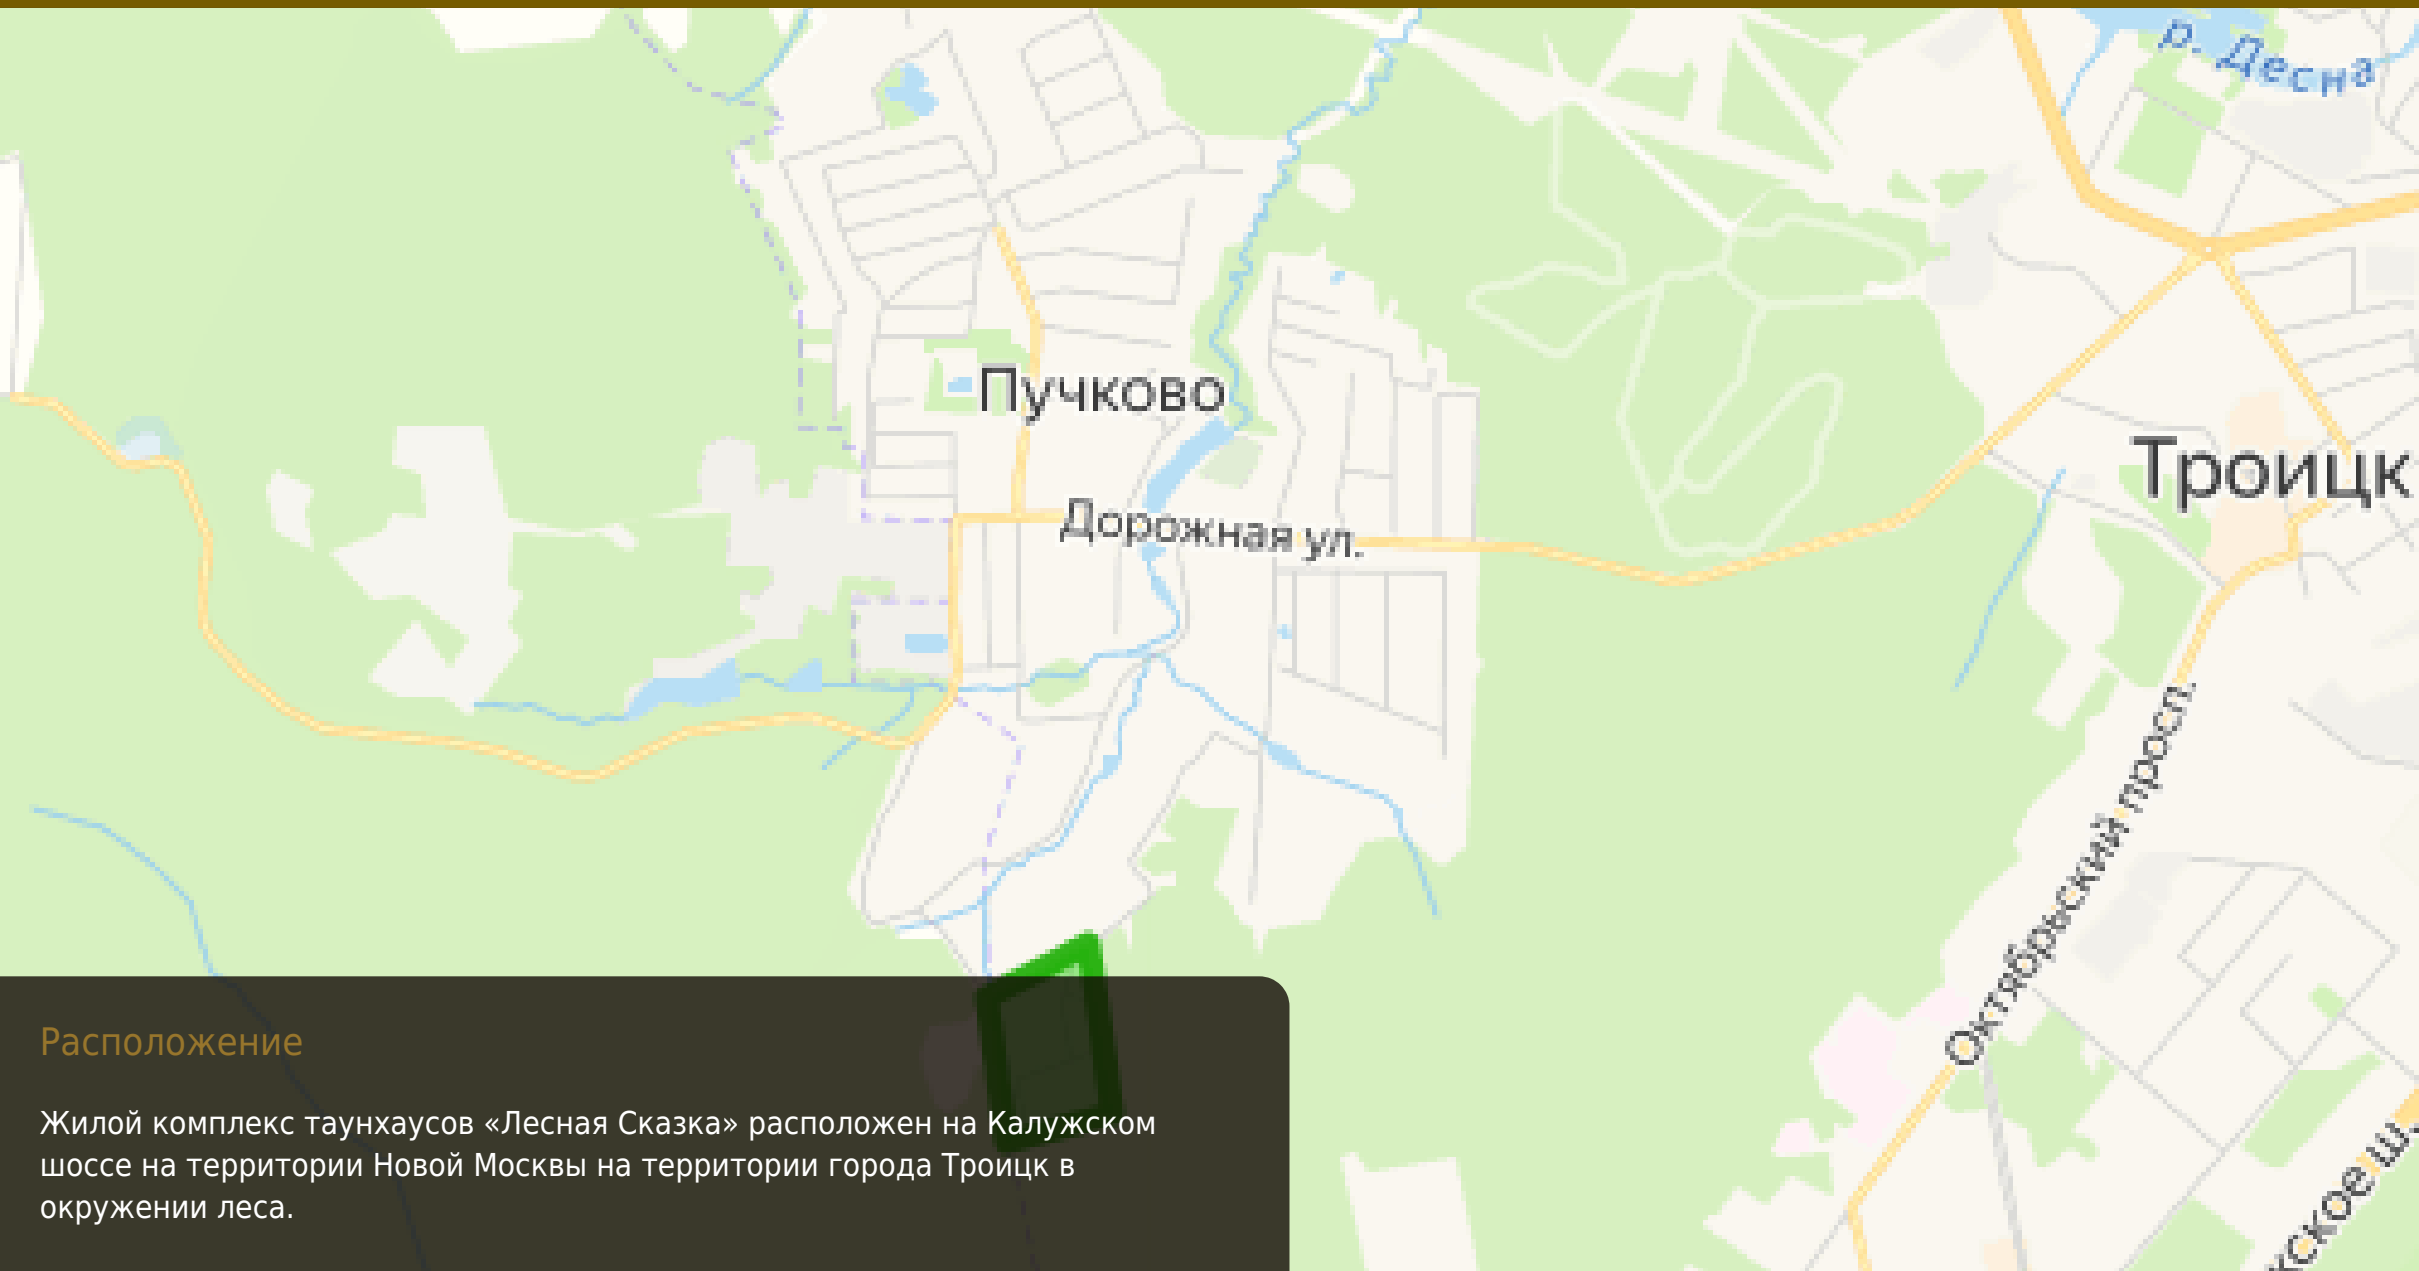 р. Десна
Пучково
Троицк
Дорожная ул.
Октябрьский просп.
ское ш.
Расположение
Жилой комплекс таунхаусов «Лесная Сказка» расположен на Калужском
шоссе на территории Новой Москвы на территории города Троицк в
окружении леса.